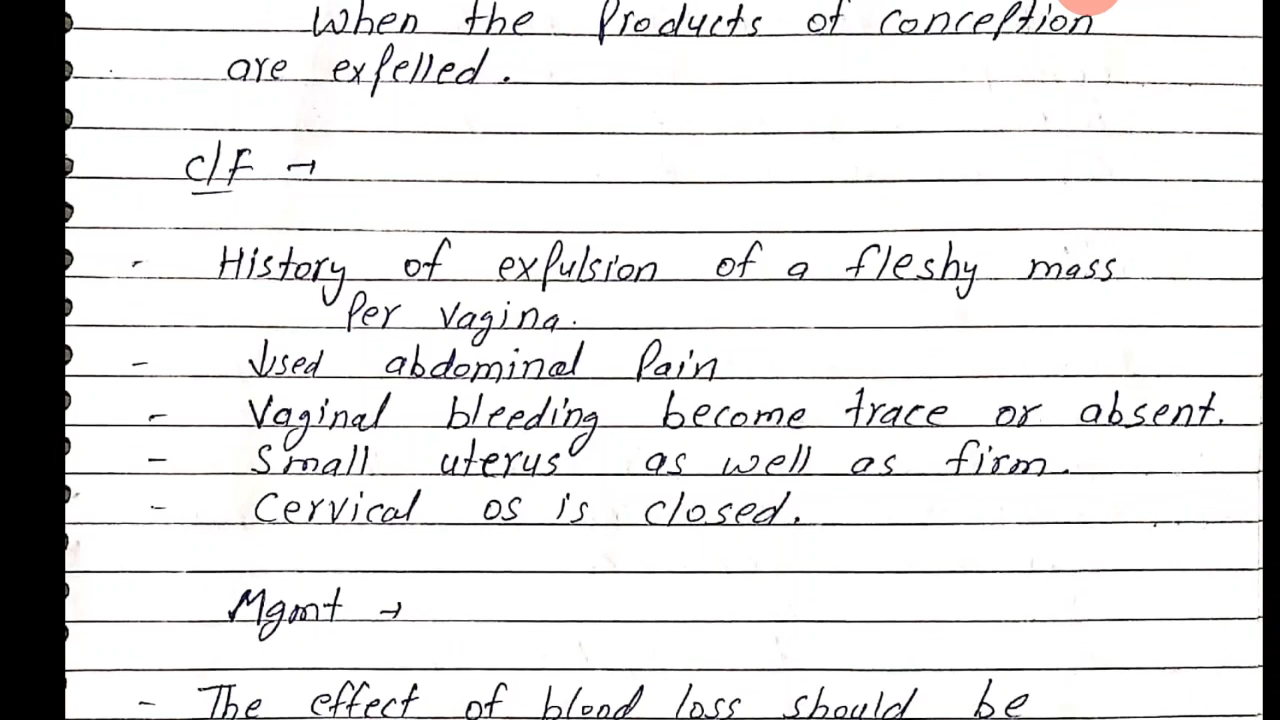 When the Products of conception
are expelled.
C/F →
- History of expulsion of a fleshy mass
Per vagina.
- ↓sed abdominal Pain
- Vaginal bleeding become trace or absent.
- Small uterus as well as firm.
- Cervical os is closed.
Mgmt →
- The effect of blood loss should be